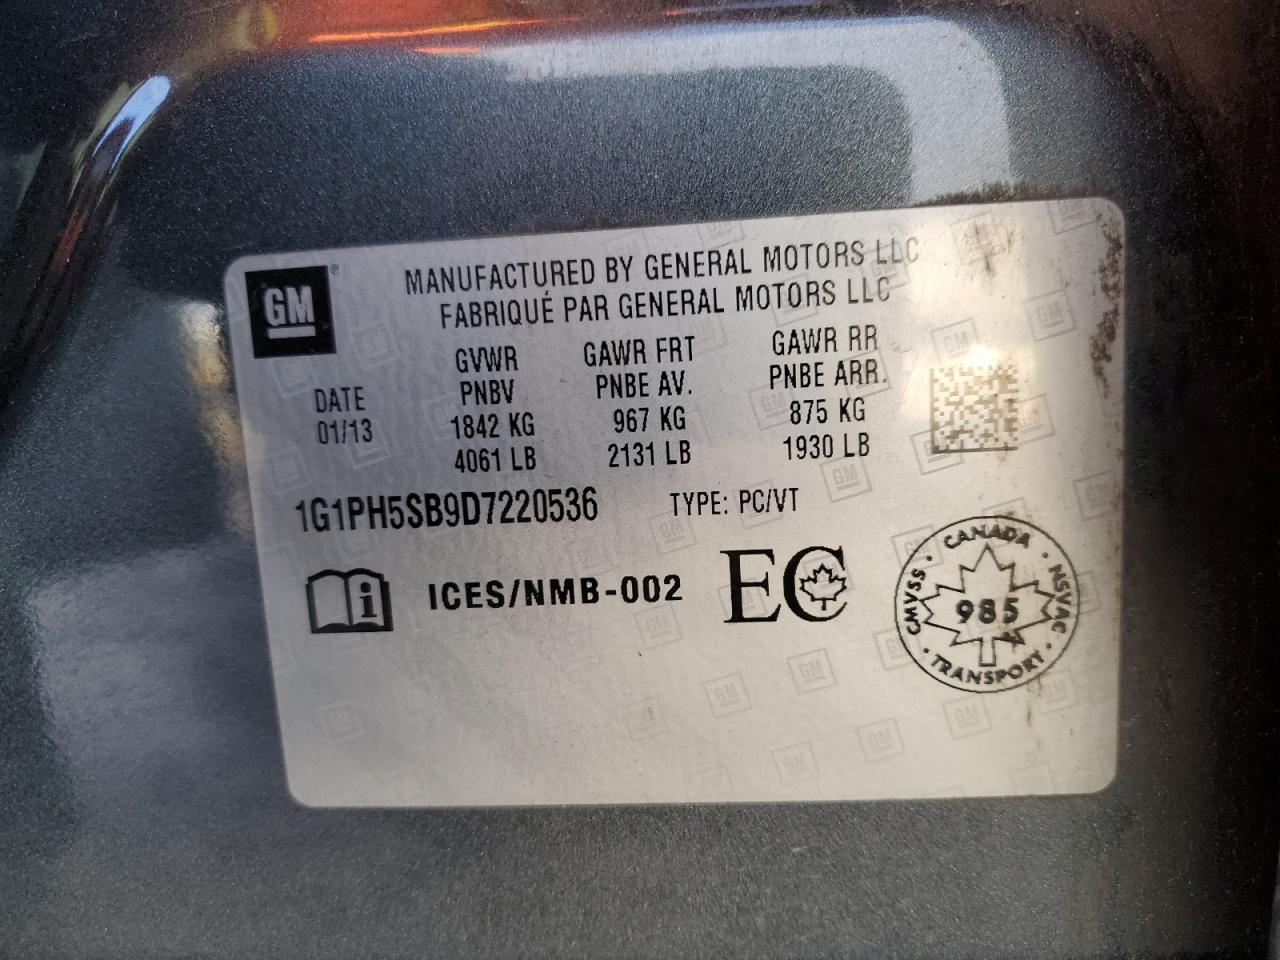 GM
®
MANUFACTURED BY GENERAL MOTORS LLC
FABRIQUÉ PAR GENERAL MOTORS LLC
GVWR GAWR FRT GAWR RR
DATE PNBV PNBE AV. PNBE ARR.
01/13 1842 KG 967 KG 875 KG
4061 LB 2131 LB 1930 LB
1G1PH5SB9D7220536 TYPE: PC/VT
i ICES/NMB-002 EC
CANADA
CMVSS 985 NSVAC
TRANSPORT